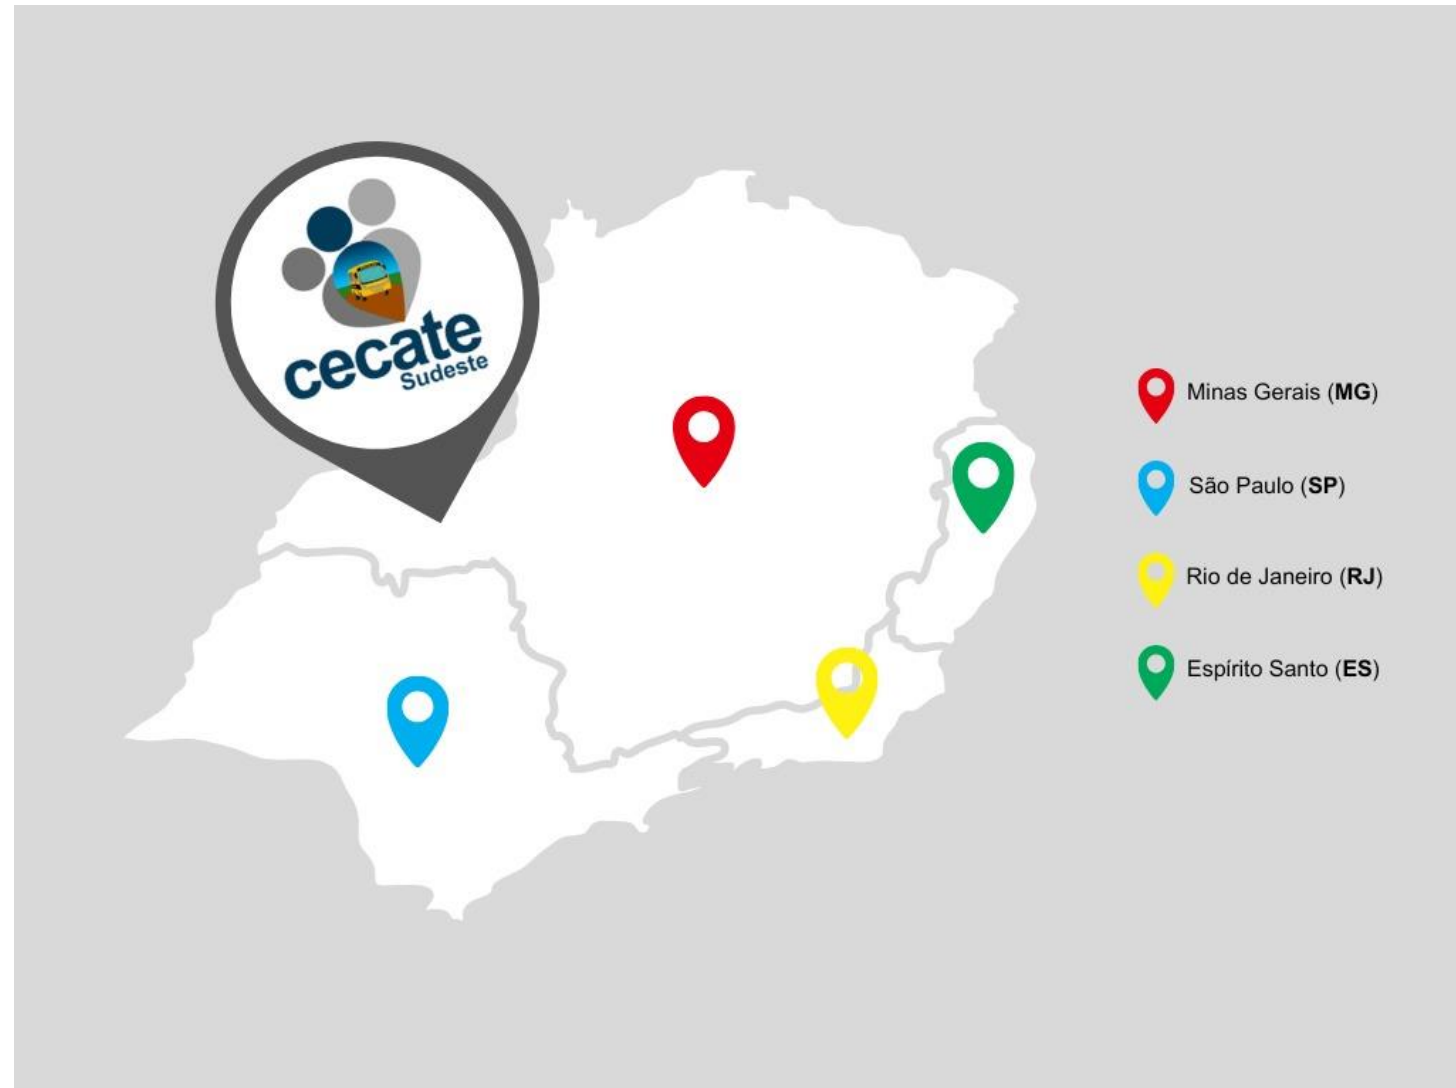 cecate
Sudeste
Minas Gerais (MG)
São Paulo (SP)
Rio de Janeiro (RJ)
Espírito Santo (ES)